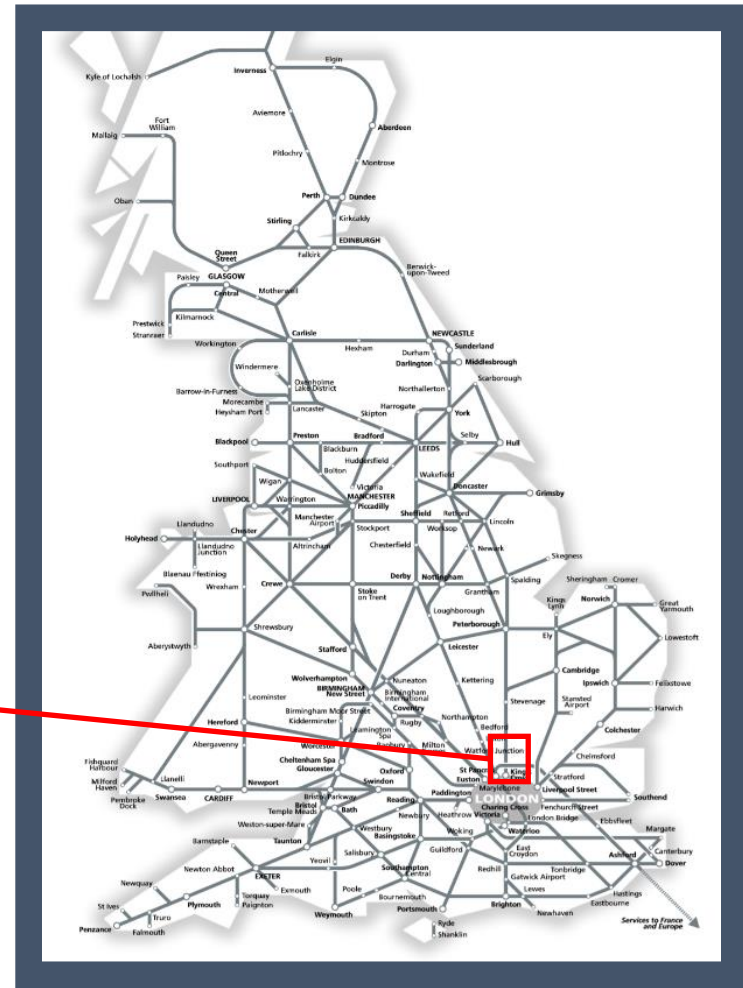 Elgin
Kyle of Lochalsh
Inverness
Aviemore
Fort
William
Mallaig
Aberdeen
Pitlochry
Montrose
Oban
Perth
Dundee
Stirling
Kirkcaldy
Queen
Street
Falkirk
EDINBURGH
Berwick-
upon-Tweed
Paisley
GLASGOW
Central
Motherwell
Prestwick
Kilmarnock
Stranraer
Carlisle
NEWCASTLE
Workington
Hexham
Sunderland
Durham
Darlington
Middlesbrough
Windermere
Scarborough
Oxenholme
Lake District
Northallerton
Barrow-in-Furness
Morecambe
Heysham Port
Lancaster
Harrogate
York
Skipton
Blackpool
Preston
Bradford
Selby
Hull
Blackburn
LEEDS
Southport
Bolton
Huddersfield
Wakefield
Wigan
Victoria
Doncaster
Grimsby
LIVERPOOL
Warrington
MANCHESTER
Piccadilly
Sheffield
Retford
Lincoln
Llandudno
Manchester
Airport
Stockport
Worksop
Holyhead
Chester
Llandudno
Junction
Altrincham
Chesterfield
Newark
Skegness
Blaenau Ffestiniog
Crewe
Derby
Nottingham
Spalding
Sheringham
Cromer
Pwllheli
Wrexham
Stoke
on Trent
Grantham
Kings
Lynn
Norwich
Great
Yarmouth
Loughborough
Shrewsbury
Peterborough
Ely
Lowestoft
Aberystwyth
Stafford
Leicester
Cambridge
Wolverhampton
Nuneaton
Kettering
Ipswich
Felixstowe
BIRMINGHAM
New Street
Birmingham
International
Leominster
Stansted
Airport
Stevenage
Harwich
Birmingham Moor Street
Coventry
Northampton
Hereford
Kidderminster
Rugby
Bedford
Colchester
Leamington
Spa
Abergavenny
Worcester
Banbury
Milton
Watford
Junction
Chelmsford
Fishguard
Harbour
Cheltenham Spa
Gloucester
Oxford
St Pancras
King
Stratford
Milford
Haven
Llanelli
Newport
Swindon
Euston
Marylebone
Liverpool Street
Pembroke
Dock
Swansea
CARDIFF
Bristol Parkway
Reading
Paddington
LONDON
Fenchurch Street
Southend
Bristol
Temple Meads
Bath
Newbury
Heathrow
Charing Cross
Victoria
London Bridge
Ebbsfleet
Weston-super-Mare
Westbury
Basingstoke
Woking
Waterloo
Margate
Barnstaple
Taunton
Salisbury
Guildford
East
Croydon
Canterbury
Newton Abbot
Yeovil
Southampton
Central
Redhill
Gatwick Airport
Tonbridge
Ashford
Dover
EXETER
Newquay
Exmouth
Poole
Bournemouth
Lewes
Hastings
St Ives
Plymouth
Torquay
Paignton
Weymouth
Portsmouth
Brighton
Newhaven
Eastbourne
Truro
Penzance
Falmouth
Ryde
Shanklin
Services to France
and Europe